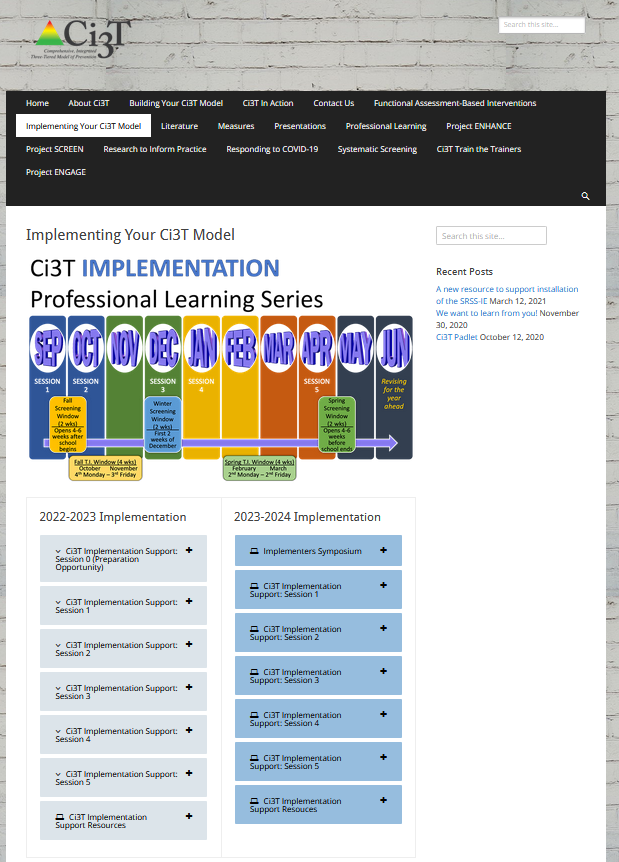 Ci3T
Comprehensive, Integrated
Three-Tiered Model of Prevention
Search this site...
Home About Ci3T Building Your Ci3T Model Ci3T In Action Contact Us Functional Assessment-Based Interventions
Implementing Your Ci3T Model Literature Measures Presentations Professional Learning Project ENHANCE
Project SCREEN Research to Inform Practice Responding to COVID-19 Systematic Screening Ci3T Train the Trainers
Project ENGAGE
Implementing Your Ci3T Model
Ci3T IMPLEMENTATION
Professional Learning Series
SEP OCT NOV DEC JAN FEB MAR APR MAY JUN
SESSION
1
SESSION
2
SESSION
3
SESSION
4
SESSION
5
Revising
for the
year
ahead
Fall
Screening
Window
(2 wks)
Opens 4-6
weeks after
school
begins
Winter
Screening
Window
(2 wks)
First 2
weeks of
December
Spring
Screening
Window
(2 wks)
Opens 4-6
weeks
before
school ends
Fall T.I. Window (4 wks)
October November
4th Monday – 3rd Friday
Spring T.I. Window (4 wks)
February March
2nd Monday – 2nd Friday
2022-2023 Implementation
Ci3T Implementation Support:
Session 0 (Preparation
Opportunity)
Ci3T Implementation Support:
Session 1
Ci3T Implementation Support:
Session 2
Ci3T Implementation Support:
Session 3
Ci3T Implementation Support:
Session 4
Ci3T Implementation Support:
Session 5
Ci3T Implementation
Support Resources
2023-2024 Implementation
Implementers Symposium
Ci3T Implementation
Support: Session 1
Ci3T Implementation
Support: Session 2
Ci3T Implementation
Support: Session 3
Ci3T Implementation
Support: Session 4
Ci3T Implementation
Support: Session 5
Ci3T Implementation
Support Resouces
Search this site...
Recent Posts
A new resource to support installation
of the SRSS-IE March 12, 2021
We want to learn from you! November
30, 2020
Ci3T Padlet October 12, 2020